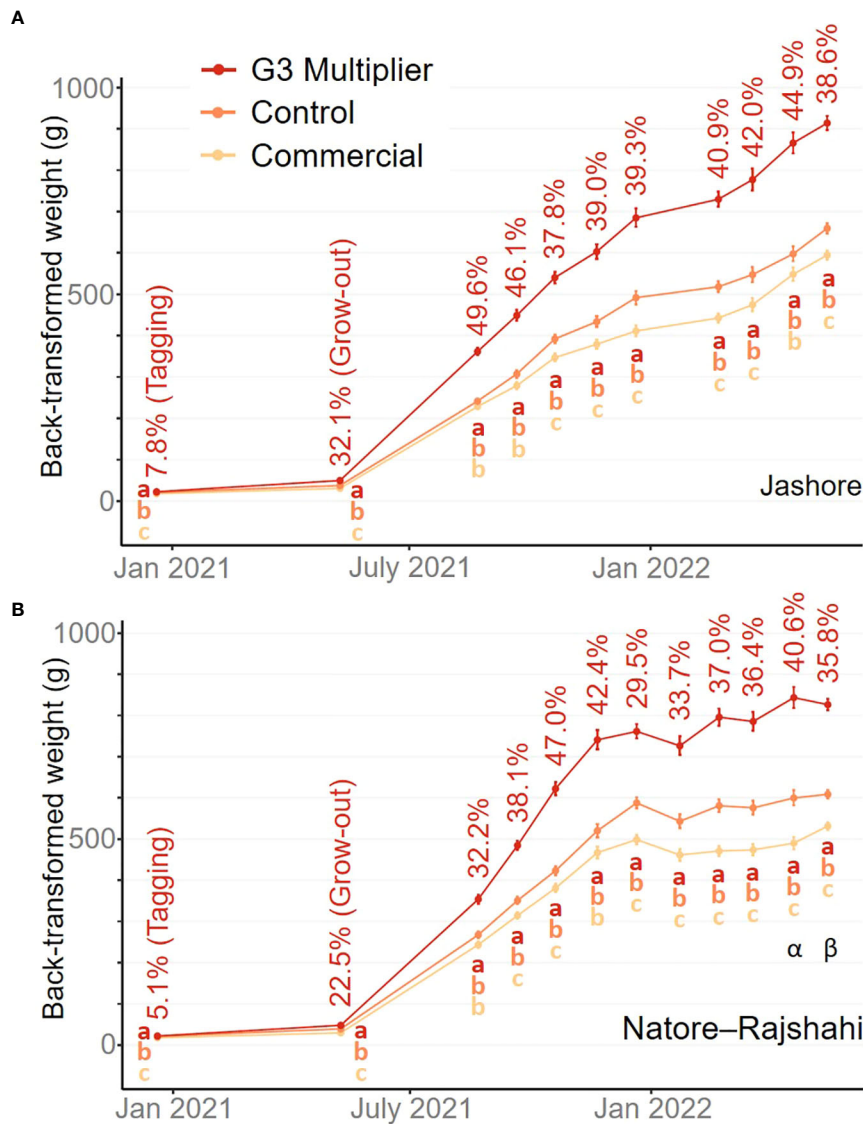 A
G3 Multiplier
Control
Commercial
Back-transformed weight (g)
1000
500
0
7.8% (Tagging)
32.1% (Grow-out)
49.6%
46.1%
37.8%
39.0%
39.3%
40.9%
42.0%
44.9%
38.6%
a
b
c
a
b
c
a
b
b
a
b
b
a
b
c
a
b
c
a
b
c
a
b
c
a
b
c
a
b
b
a
b
c
Jashore
Jan 2021
July 2021
Jan 2022
B
Back-transformed weight (g)
1000
500
0
5.1% (Tagging)
22.5% (Grow-out)
32.2%
38.1%
47.0%
42.4%
29.5%
33.7%
37.0%
36.4%
40.6%
35.8%
a
b
c
a
b
c
a
b
b
a
b
c
a
b
c
a
b
b
a
b
c
a
b
c
a
b
c
a
b
c
a
b
c
a
b
c
α
β
Natore–Rajshahi
Jan 2021
July 2021
Jan 2022